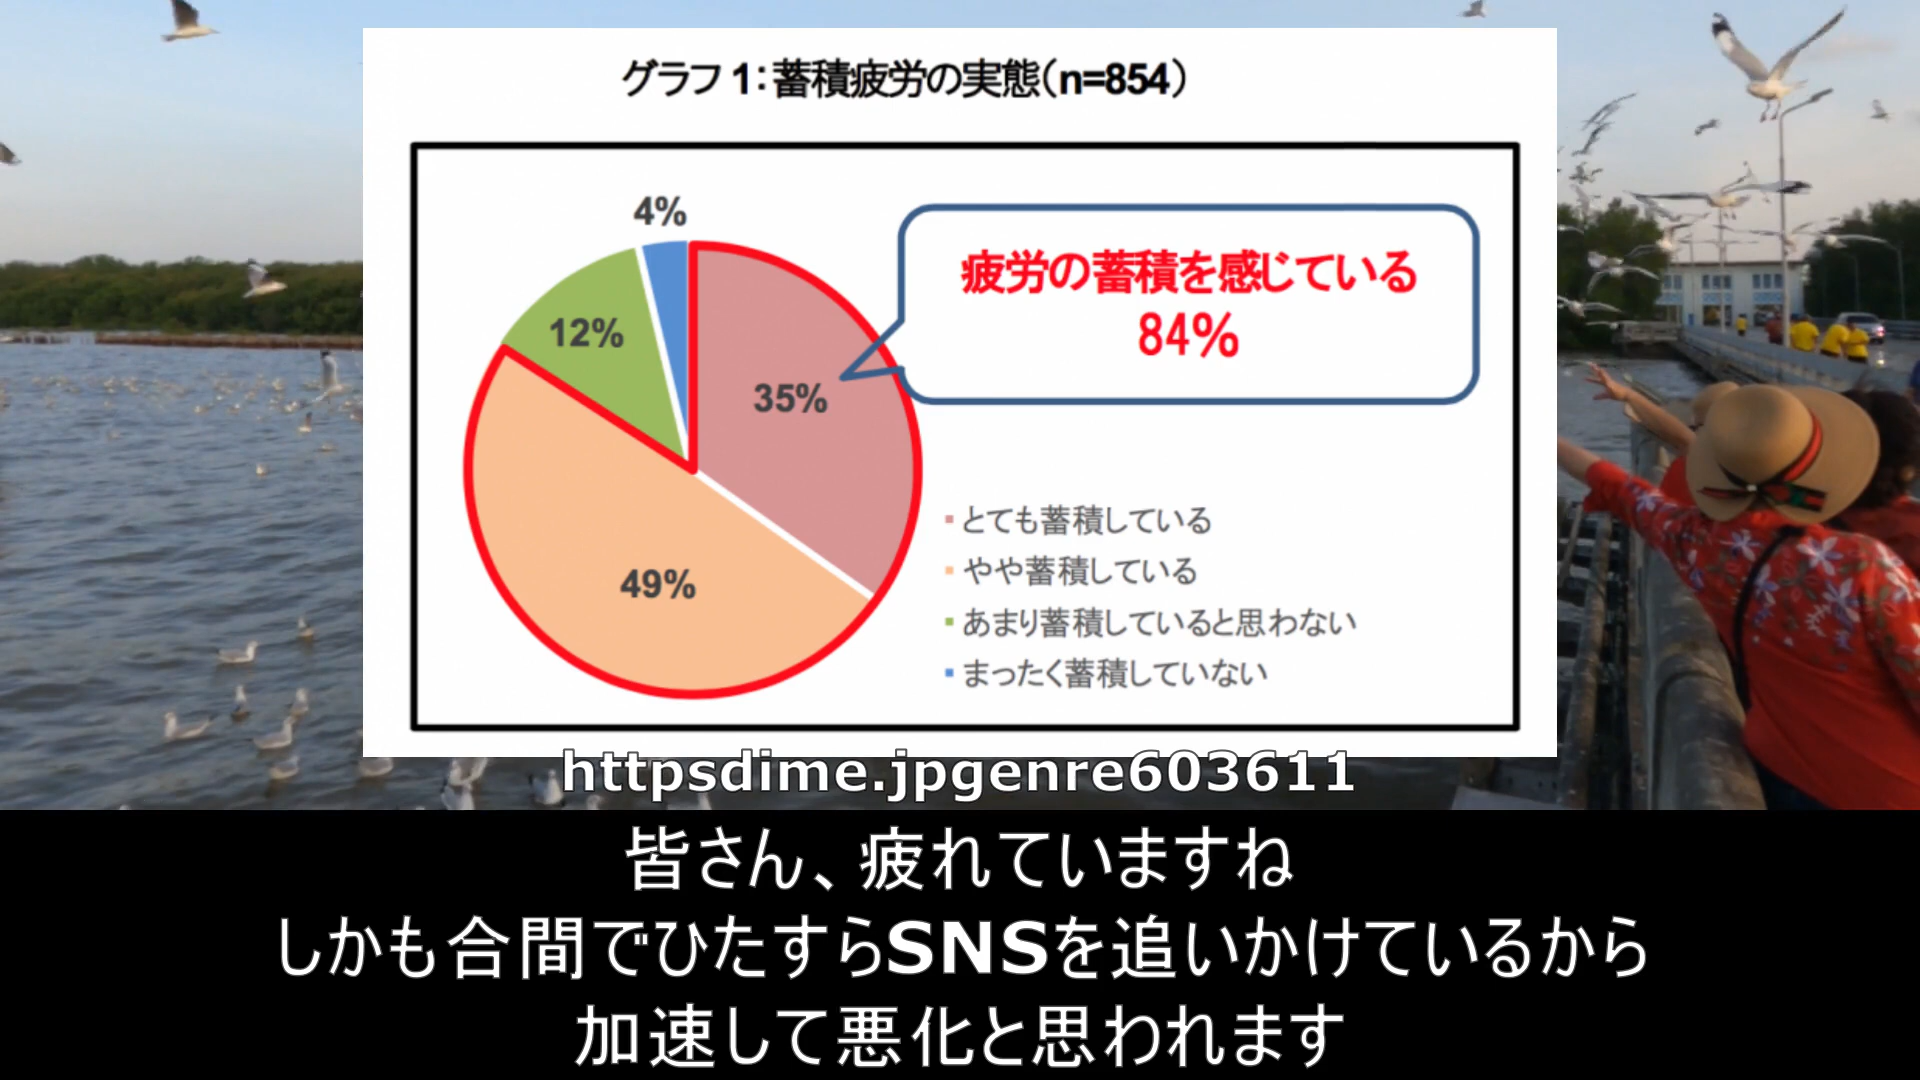 グラフ 1：蓄積疲労の実態（n=854）
4%
12%
35%
49%
疲労の蓄積を感じている
84%
とても蓄積している
やや蓄積している
あまり蓄積していると思わない
まったく蓄積していない
httpsdime.jpgenre603611
皆さん、疲れていますね
しかも合間でひたすらSNSを追いかけているから
加速して悪化と思われます